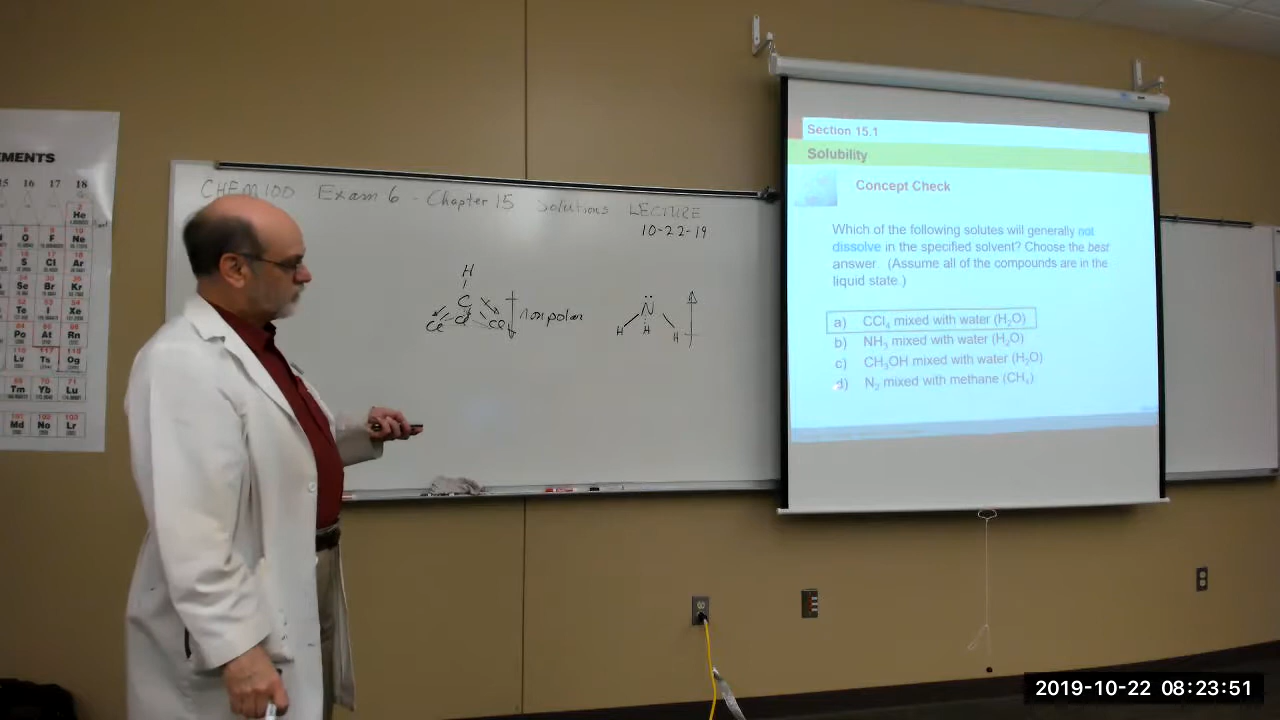 EMENTS
15 16 17 18
He
O F Ne
S Cl Ar
Se Br Kr
Te I Xe
Po At Rn
Lv Ts Og
Tm Yb Lu
Md No Lr
CHEM 100 Exam 6 - Chapter 15 Solutions LECTURE
10-22-19
H
C
Cl Cl Cl
nonpolar
N
H H H
Section 15.1
Solubility
Concept Check
Which of the following solutes will generally not
dissolve in the specified solvent? Choose the best
answer. (Assume all of the compounds are in the
liquid state.)
a) CCl₄ mixed with water (H₂O)
b) NH₃ mixed with water (H₂O)
c) CH₃OH mixed with water (H₂O)
d) N₂ mixed with methane (CH₄)
2019-10-22 08:23:51